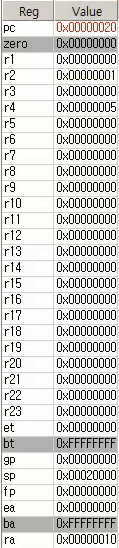 Reg Value
pc 0x00000020
zero 0x00000000
r1 0x00000000
r2 0x00000001
r3 0x00000000
r4 0x00000005
r5 0x00000000
r6 0x00000000
r7 0x00000000
r8 0x00000000
r9 0x00000000
r10 0x00000000
r11 0x00000000
r12 0x00000000
r13 0x00000000
r14 0x00000000
r15 0x00000000
r16 0x00000000
r17 0x00000000
r18 0x00000000
r19 0x00000000
r20 0x00000000
r21 0x00000000
r22 0x00000000
r23 0x00000000
et 0x00000000
bt 0xFFFFFFFF
gp 0x00000000
sp 0x00020000
fp 0x00000000
ea 0x00000000
ba 0xFFFFFFFF
ra 0x00000010